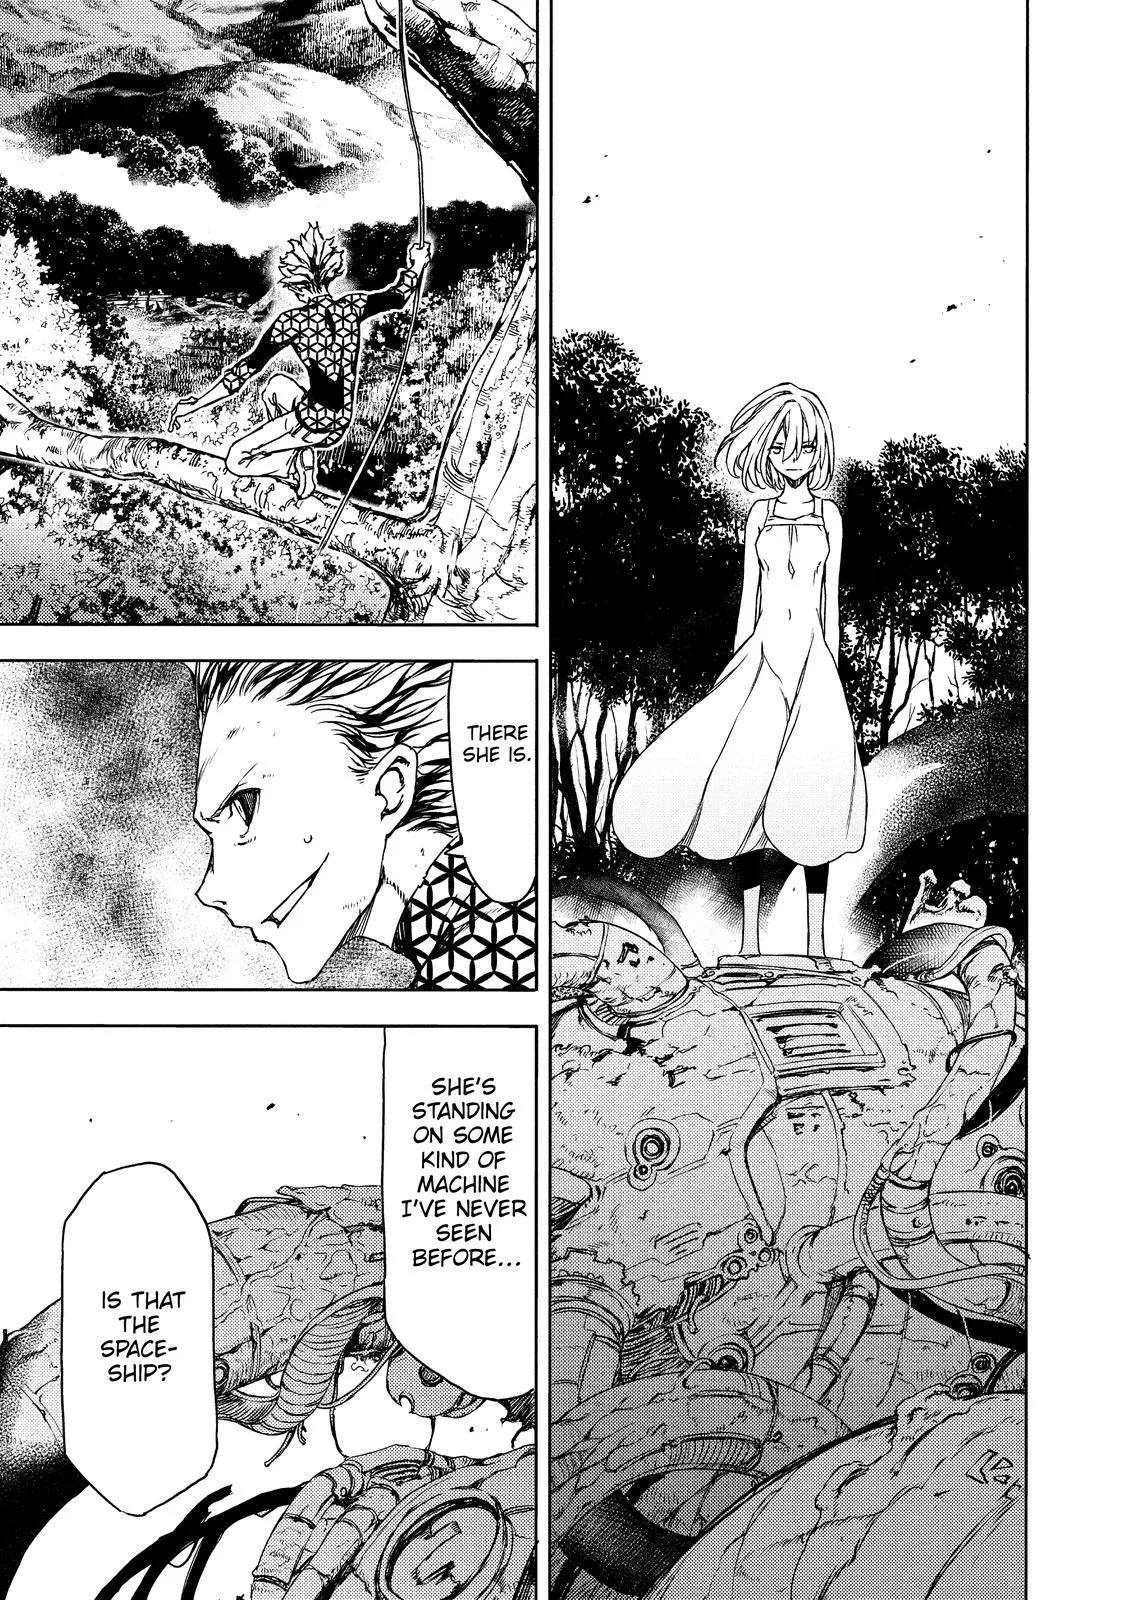 THERE
SHE IS.
SHE'S
STANDING
ON SOME
KIND OF
MACHINE
I'VE NEVER
SEEN
BEFORE...
IS THAT
THE
SPACE-
SHIP?